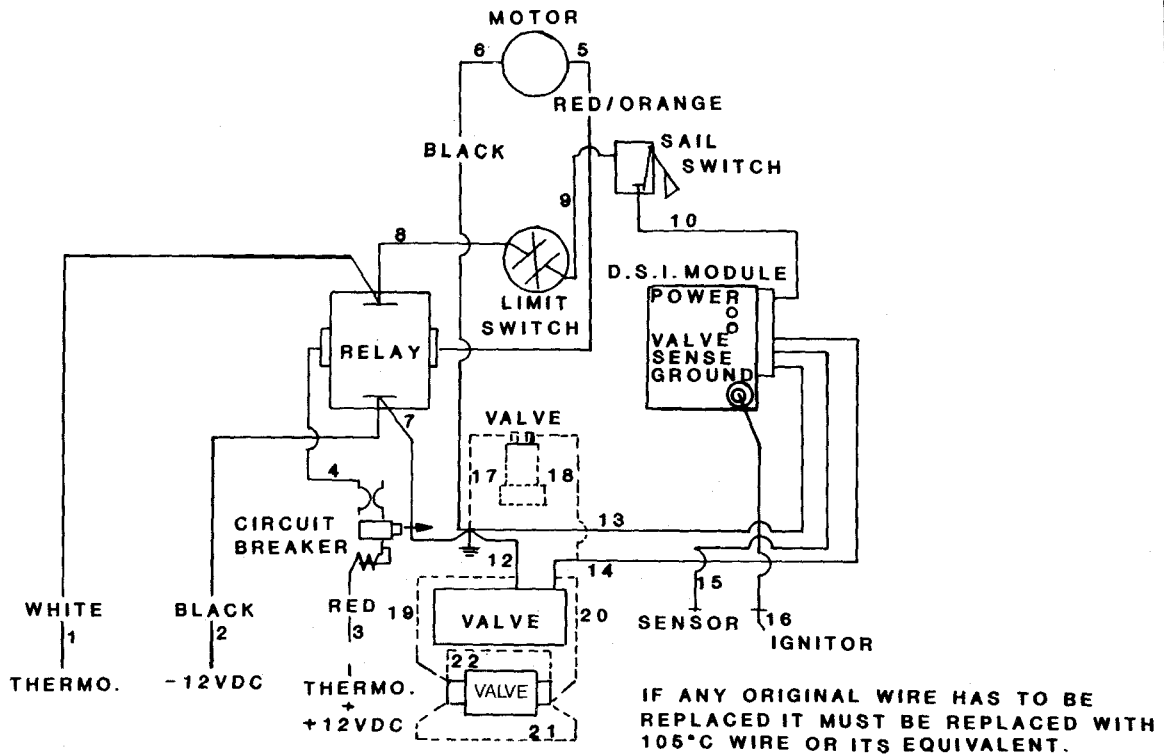 MOTOR
6
5
RED/ORANGE
BLACK
SAIL
SWITCH
9
10
8
D.S.I. MODULE
LIMIT
SWITCH
POWER
VALVE
SENSE
GROUND
RELAY
7
VALVE
4
17
18
CIRCUIT
BREAKER
13
12
14
15
WHITE
1
BLACK
2
RED
3
19
VALVE
20
SENSOR
16
IGNITOR
22
VALVE
21
THERMO.
-12VDC
THERMO.
+
+12VDC
IF ANY ORIGINAL WIRE HAS TO BE
REPLACED IT MUST BE REPLACED WITH
105°C WIRE OR ITS EQUIVALENT.